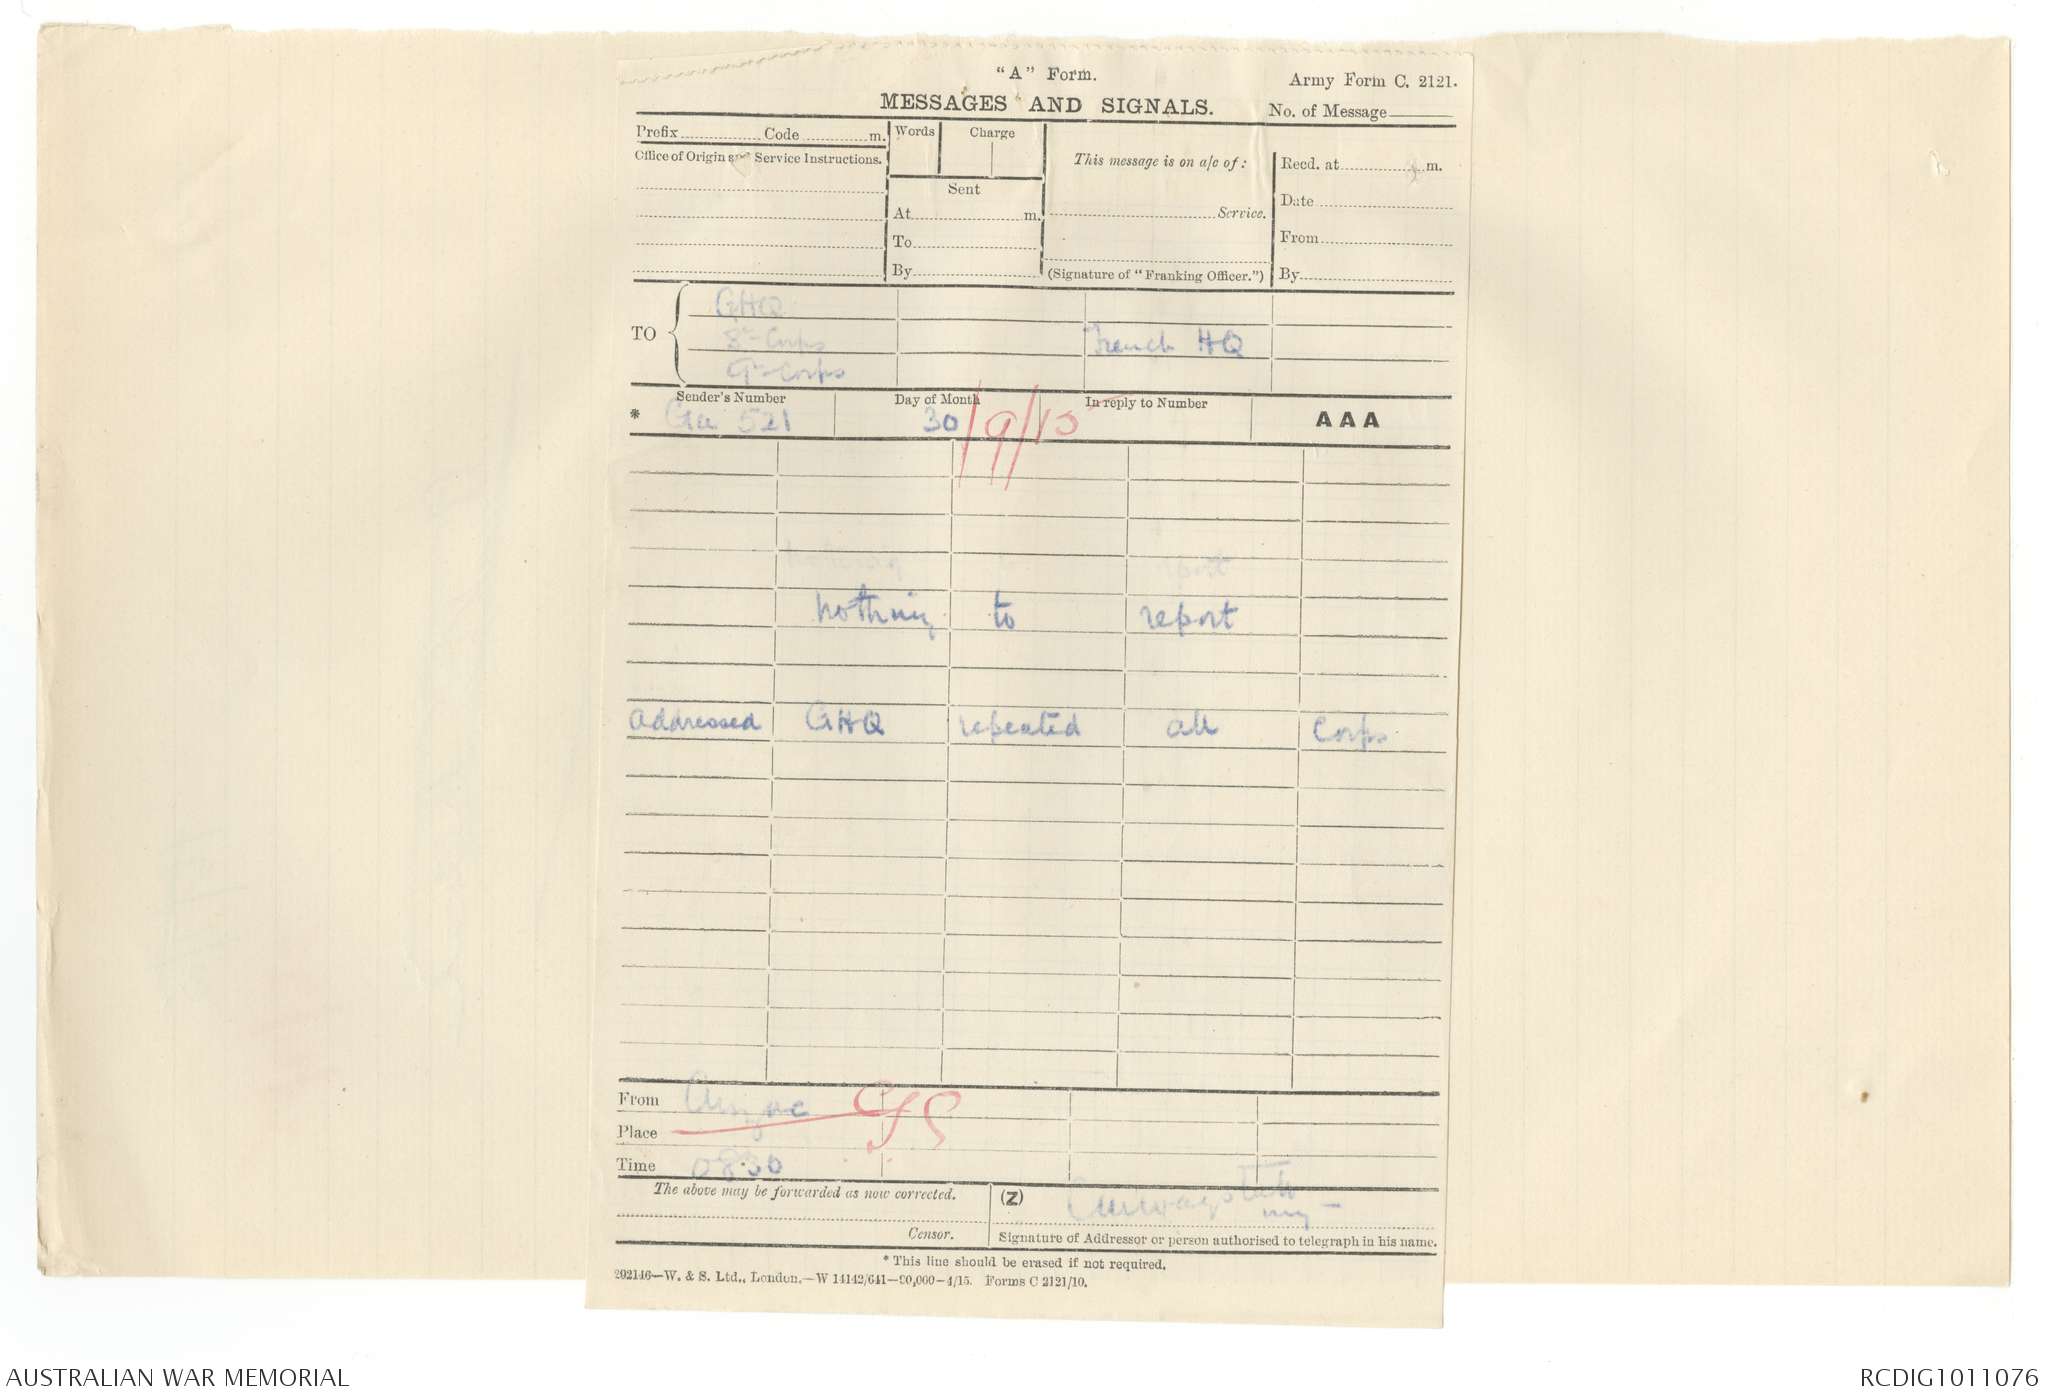 "A" Form.
Army Form C. 2121.
MESSAGES AND SIGNALS.
No. of Message
Prefix Code m.
Words Charge
This message is on a/c of:
Recd. at m.
Office of Origin and Service Instructions.
Sent
Date
At m.
Service.
To
From
By
(Signature of "Franking Officer.")
By
TO
GHQ
8th Corps
French HQ
9th Corps
Sender's Number Day of Month In reply to Number
* Ga 521 30/9/15 AAA
nothing to report
nothing to report
addressed GHQ repeated all Corps
From Anzac
GS
Place
Time 0830
The above may be forwarded as now corrected.
(Z)
Censor.
Signature of Addressor or person authorised to telegraph in his name.
* This line should be erased if not required.
292146—W. & S. Ltd., London.—W 14142/641—90,000—4/15. Forms C 2121/10.
AUSTRALIAN WAR MEMORIAL
RCDIG1011076